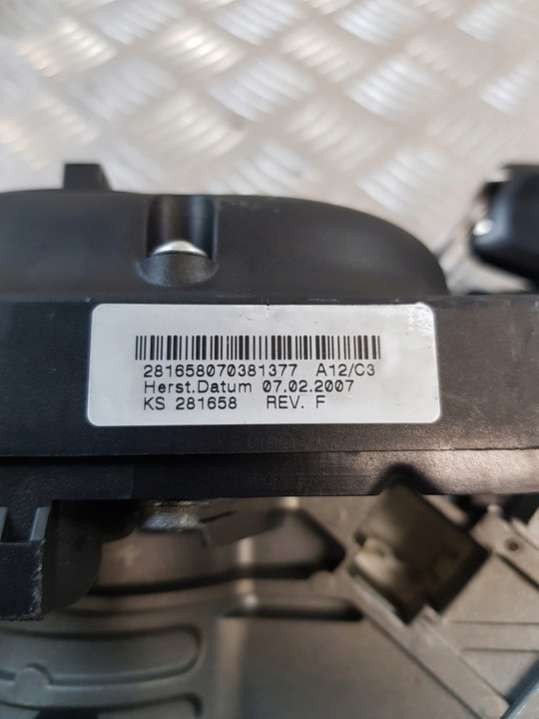 281658070381377 A12/C3
Herst.Datum 07.02.2007
KS 281658 REV. F